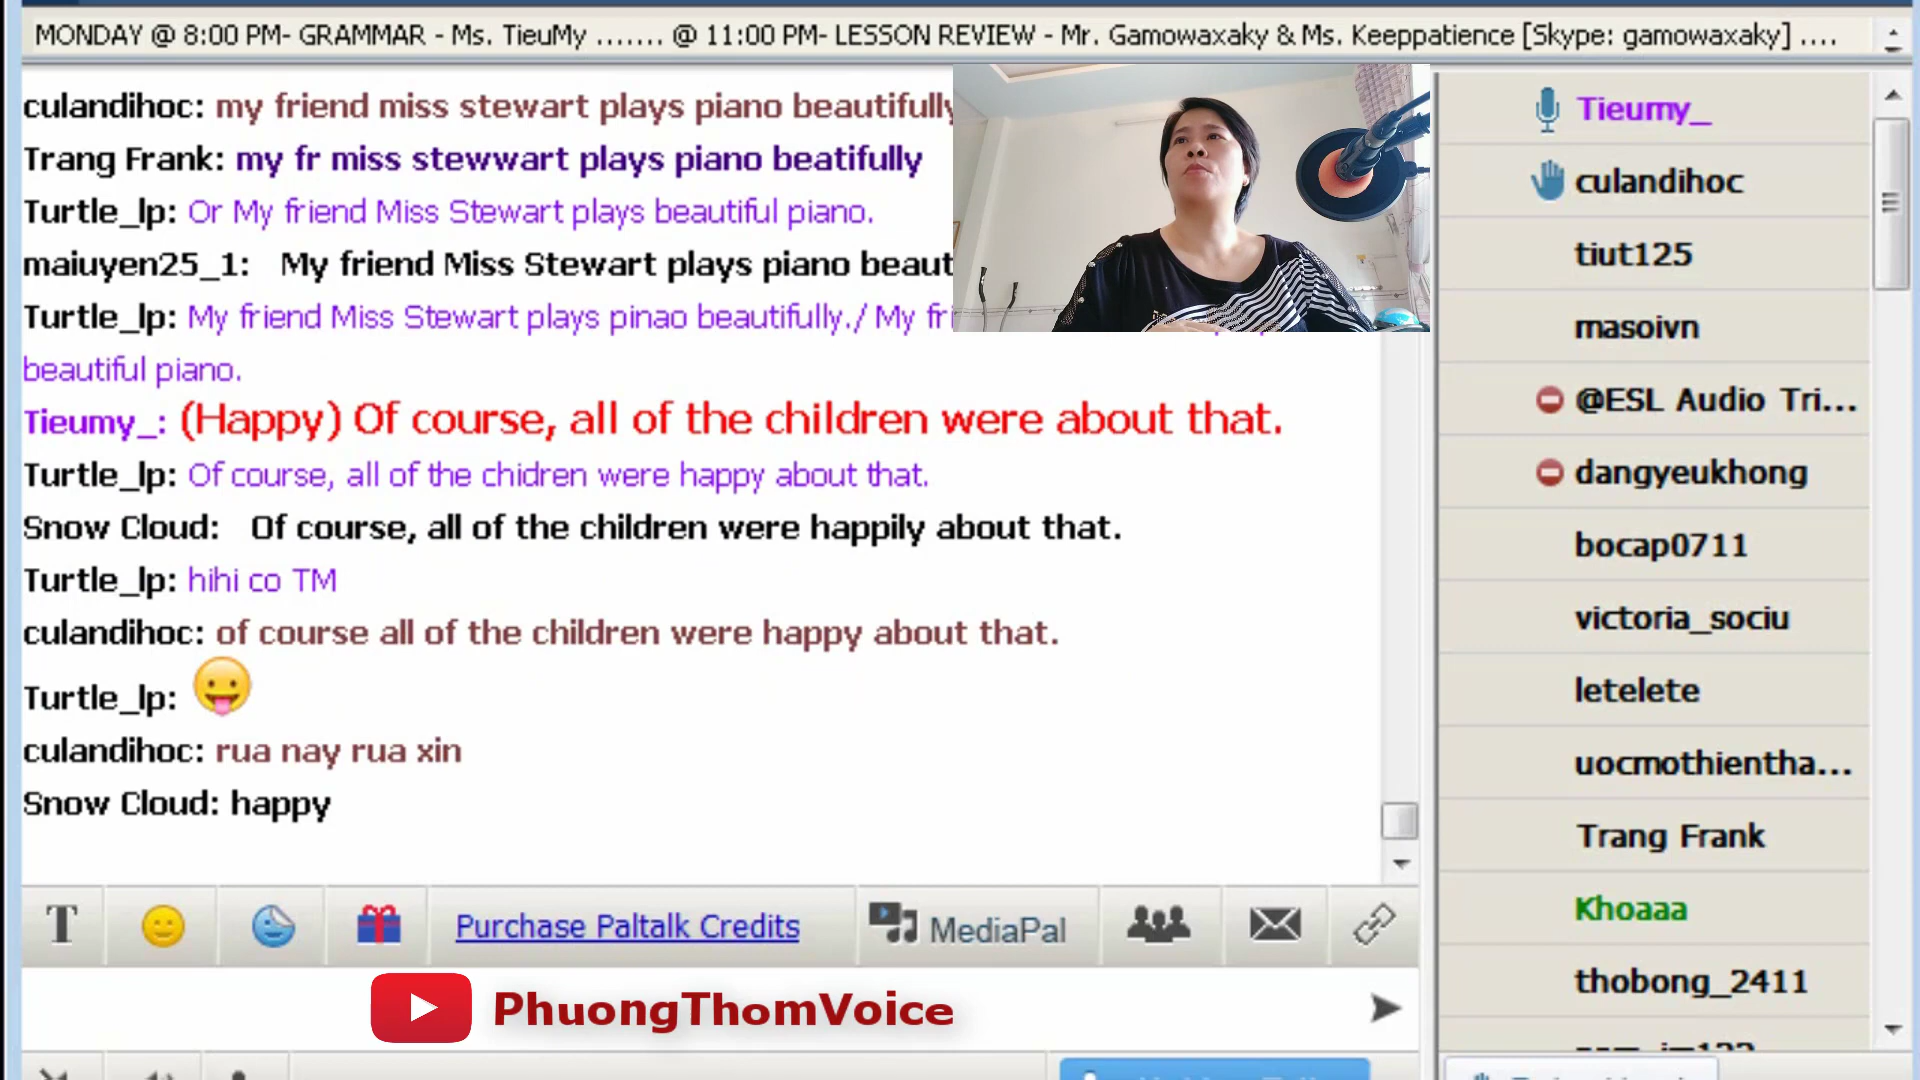 MONDAY @ 8:00 PM- GRAMMAR - Ms. TieuMy ....... @ 11:00 PM- LESSON REVIEW - Mr. Gamowaxaky & Ms. Keeppatience [Skype: gamowaxaky] ....
culandihoc: my friend miss stewart plays piano beautifully
Trang Frank: my fr miss stewwart plays piano beatifully
Turtle_lp: Or My friend Miss Stewart plays beautiful piano.
maiuyen25_1: My friend Miss Stewart plays piano beaut
Turtle_lp: My friend Miss Stewart plays pinao beautifully./ My fri
beautiful piano.
Tieumy_: (Happy) Of course, all of the children were about that.
Turtle_lp: Of course, all of the chidren were happy about that.
Snow Cloud: Of course, all of the children were happily about that.
Turtle_lp: hihi co TM
culandihoc: of course all of the children were happy about that.
Turtle_lp:
culandihoc: rua nay rua xin
Snow Cloud: happy
T
Purchase Paltalk Credits
MediaPal
PhuongThomVoice
Tieumy_
culandihoc
tiut125
masoivn
@ESL Audio Tri...
dangyeukhong
bocap0711
victoria_sociu
letelete
uocmothientha...
Trang Frank
Khoaaa
thobong_2411